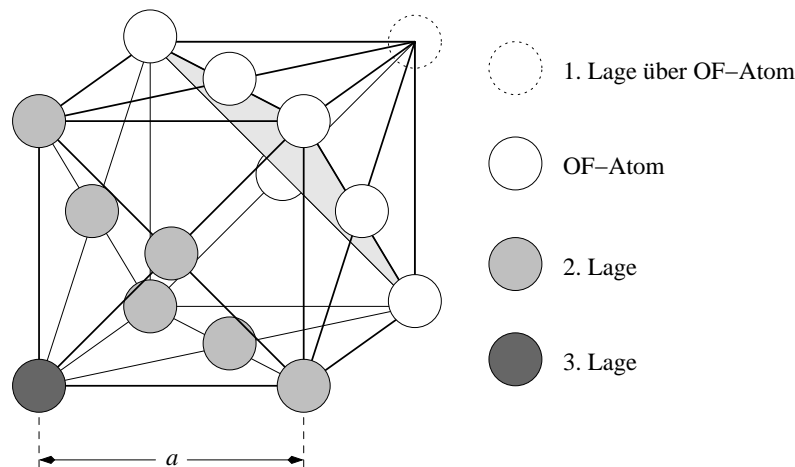 1. Lage über OF−Atom
OF−Atom
2. Lage
3. Lage
a